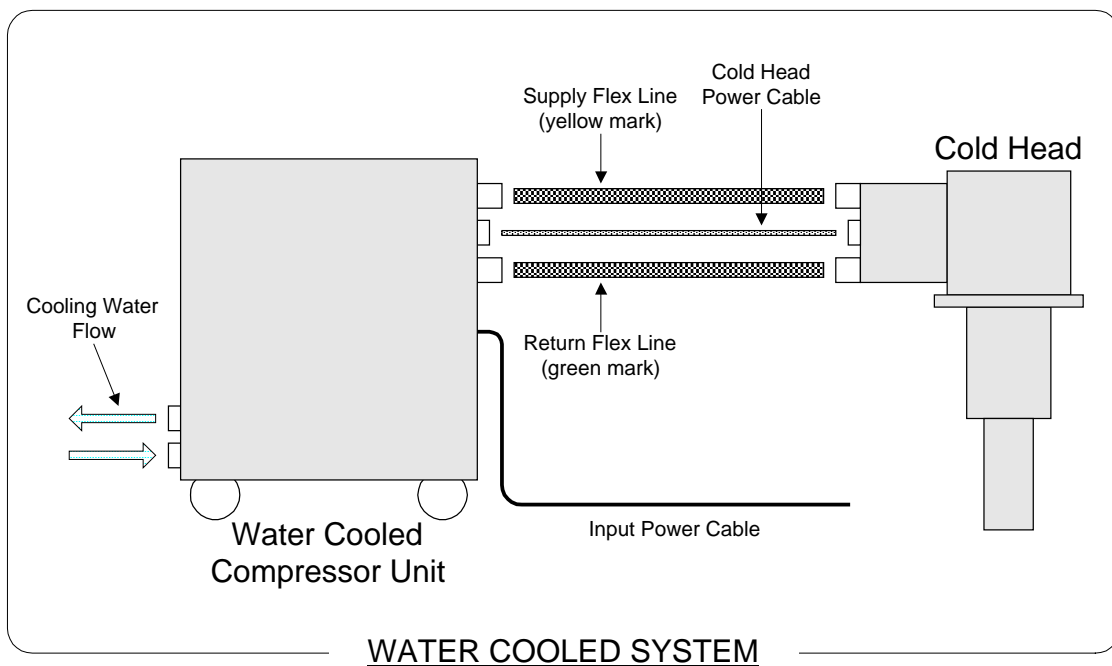 Cold Head
Power Cable
Supply Flex Line
(yellow mark)
Cold Head
Cooling Water
Flow
Return Flex Line
(green mark)
Input Power Cable
Water Cooled
Compressor Unit
WATER COOLED SYSTEM